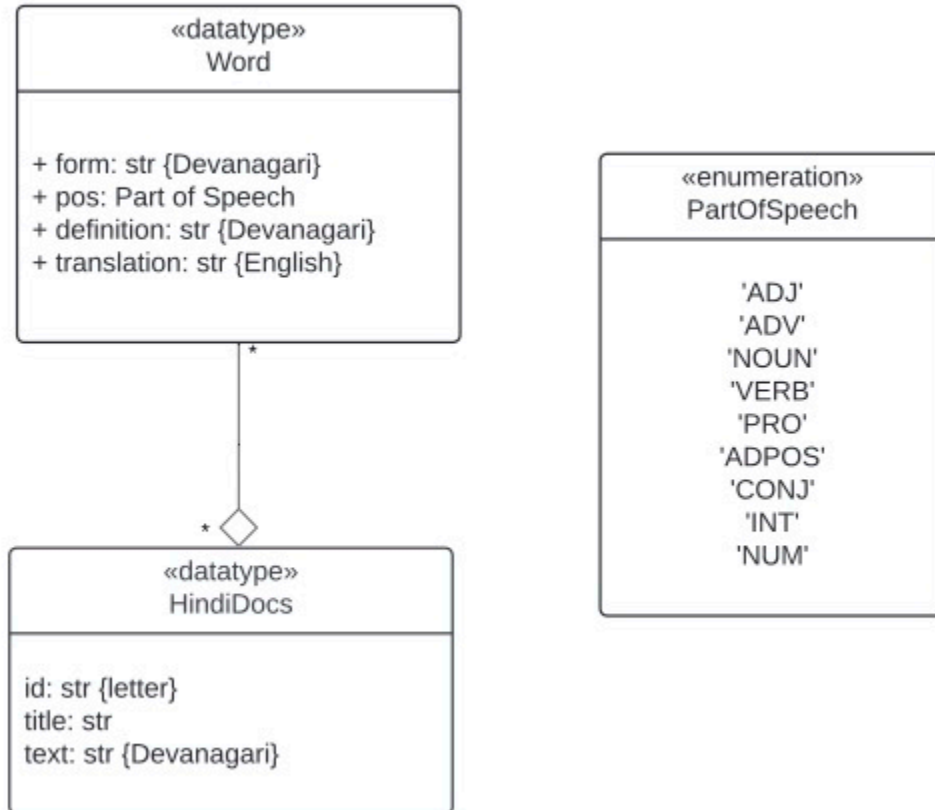 «datatype»
Word
+ form: str {Devanagari}
+ pos: Part of Speech
+ definition: str {Devanagari}
+ translation: str {English}
*
*
«datatype»
HindiDocs
id: str {letter}
title: str
text: str {Devanagari}
«enumeration»
PartOfSpeech
'ADJ'
'ADV'
'NOUN'
'VERB'
'PRO'
'ADPOS'
'CONJ'
'INT'
'NUM'